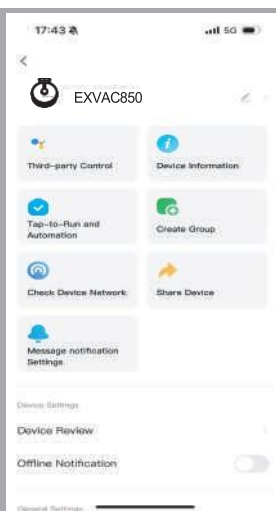 17:43
5G
EXVAC850
Third-party Control
Device Information
Tap-to-Run and
Automation
Create Group
Check Device Network
Share Device
Message notification
Settings
Device Settings
Device Review
Offline Notification
General Settings